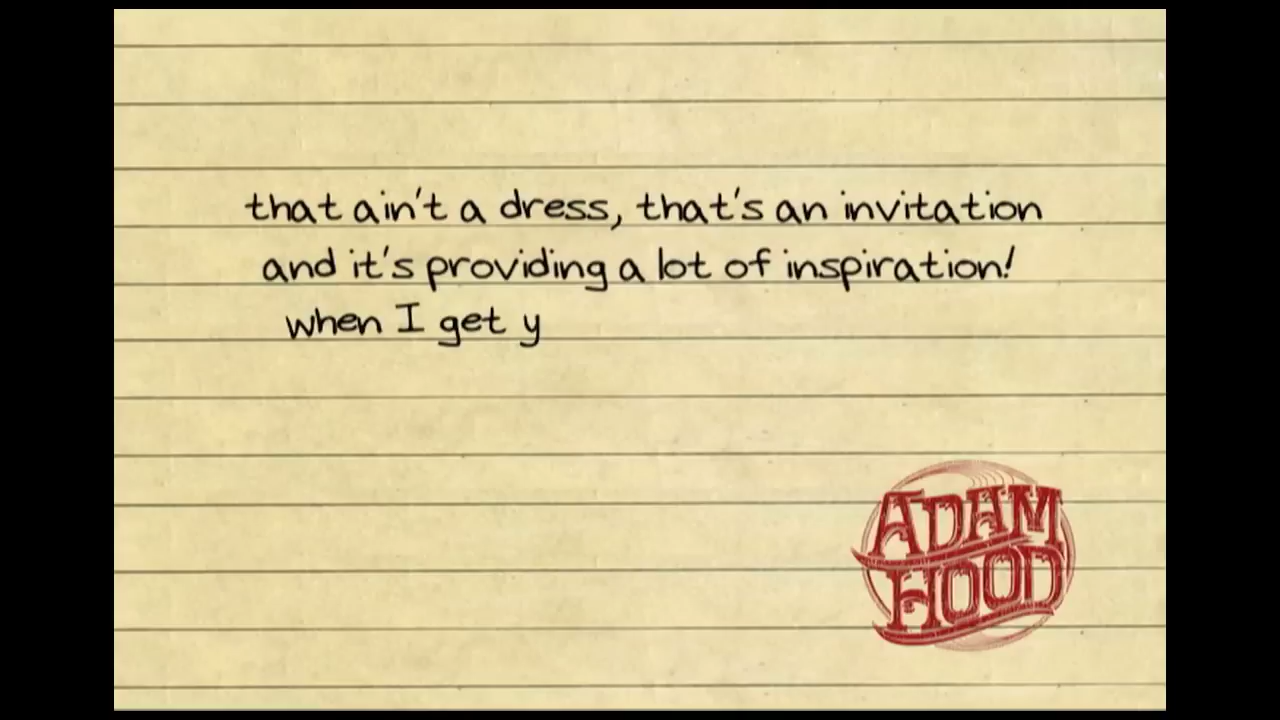 that ain't a dress, that's an invitation
and it's providing a lot of inspiration!
when I get y
ADAM
HOOD